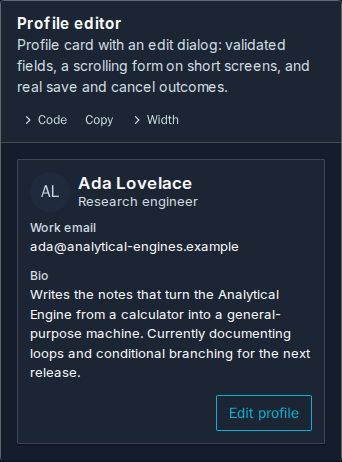 Profile editor
Profile card with an edit dialog: validated
fields, a scrolling form on short screens, and
real save and cancel outcomes.
Code Copy Width
AL
Ada Lovelace
Research engineer
Work email
ada@analytical-engines.example
Bio
Writes the notes that turn the Analytical
Engine from a calculator into a general-
purpose machine. Currently documenting
loops and conditional branching for the next
release.
Edit profile